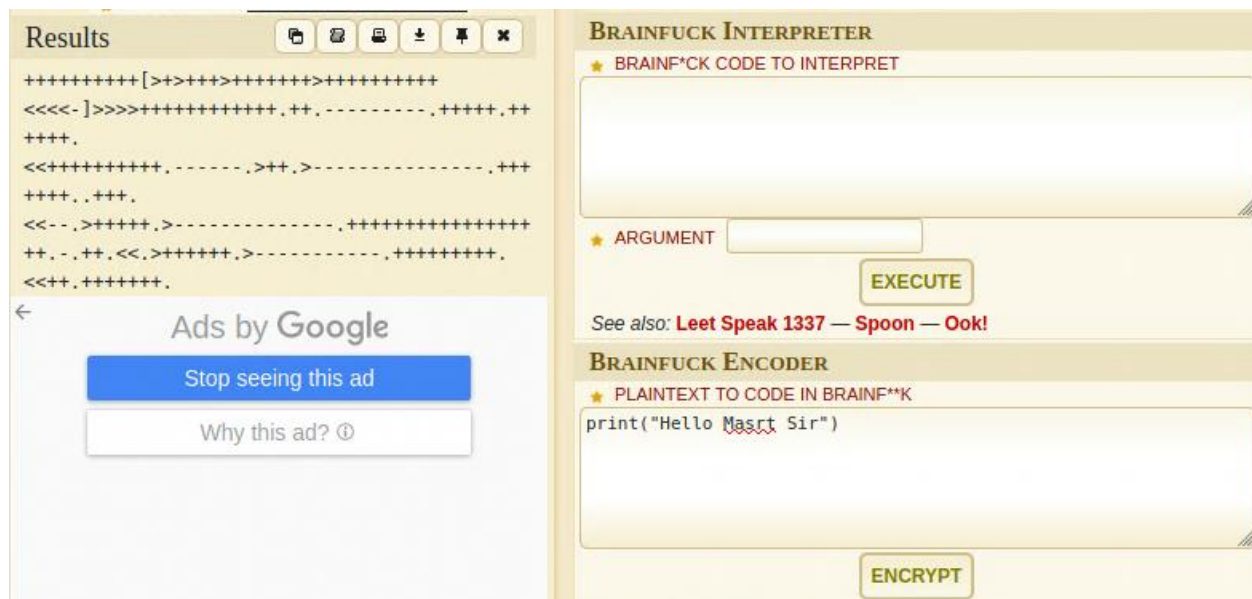 Results
++++++++++[>+>+++>+++++++>++++++++++
<<<<-]>>>>++++++++++++.++.---------.+++++.++
++++.
<<++++++++++.------.>++.>---------------.+++
++++..+++.
<<--.>+++++.>--------------.++++++++++++++++
++.-.++.<<.>++++++.>-----------.+++++++++.
<<++.+++++++.
Ads by Google
Stop seeing this ad
Why this ad?
BRAINFUCK INTERPRETER
BRAINF*CK CODE TO INTERPRET
ARGUMENT
EXECUTE
See also: Leet Speak 1337 — Spoon — Ook!
BRAINFUCK ENCODER
PLAINTEXT TO CODE IN BRAINF**K
print("Hello Masrt Sir")
ENCRYPT